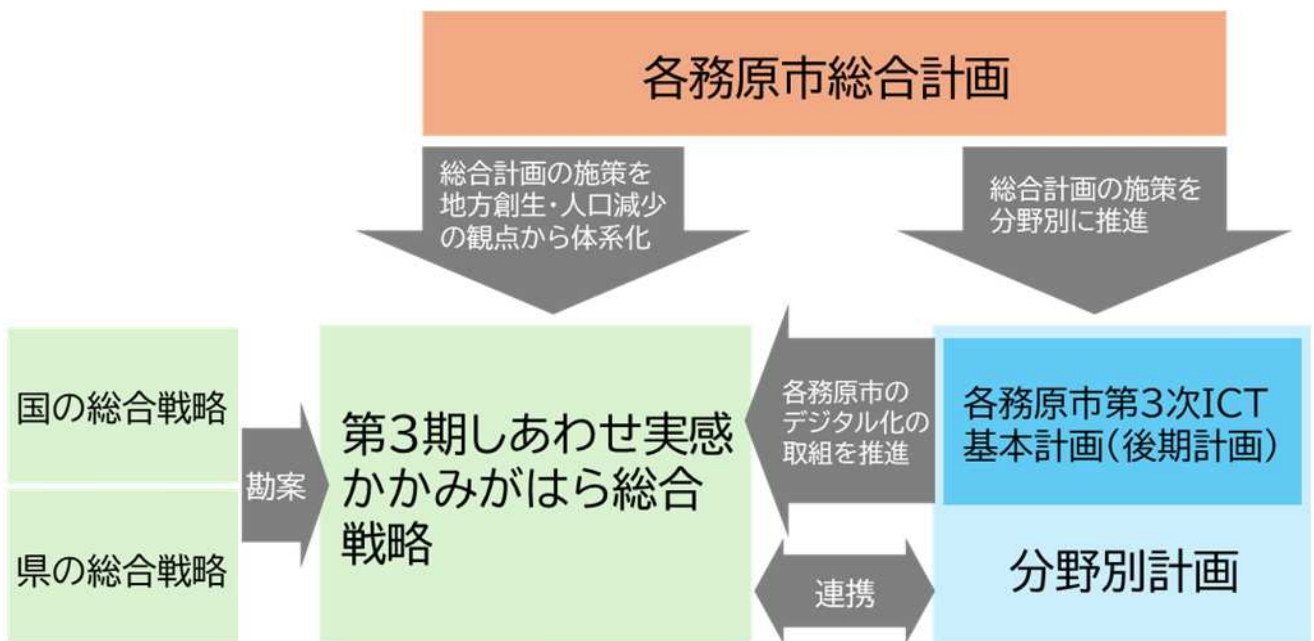 各務原市総合計画
総合計画の施策を
地方創生・人口減少
の観点から体系化
総合計画の施策を
分野別に推進
国の総合戦略
県の総合戦略
勘案
第3期しあわせ実感
かかみがはら総合
戦略
各務原市の
デジタル化の
取組を推進
連携
各務原市第3次ICT
基本計画(後期計画)
分野別計画